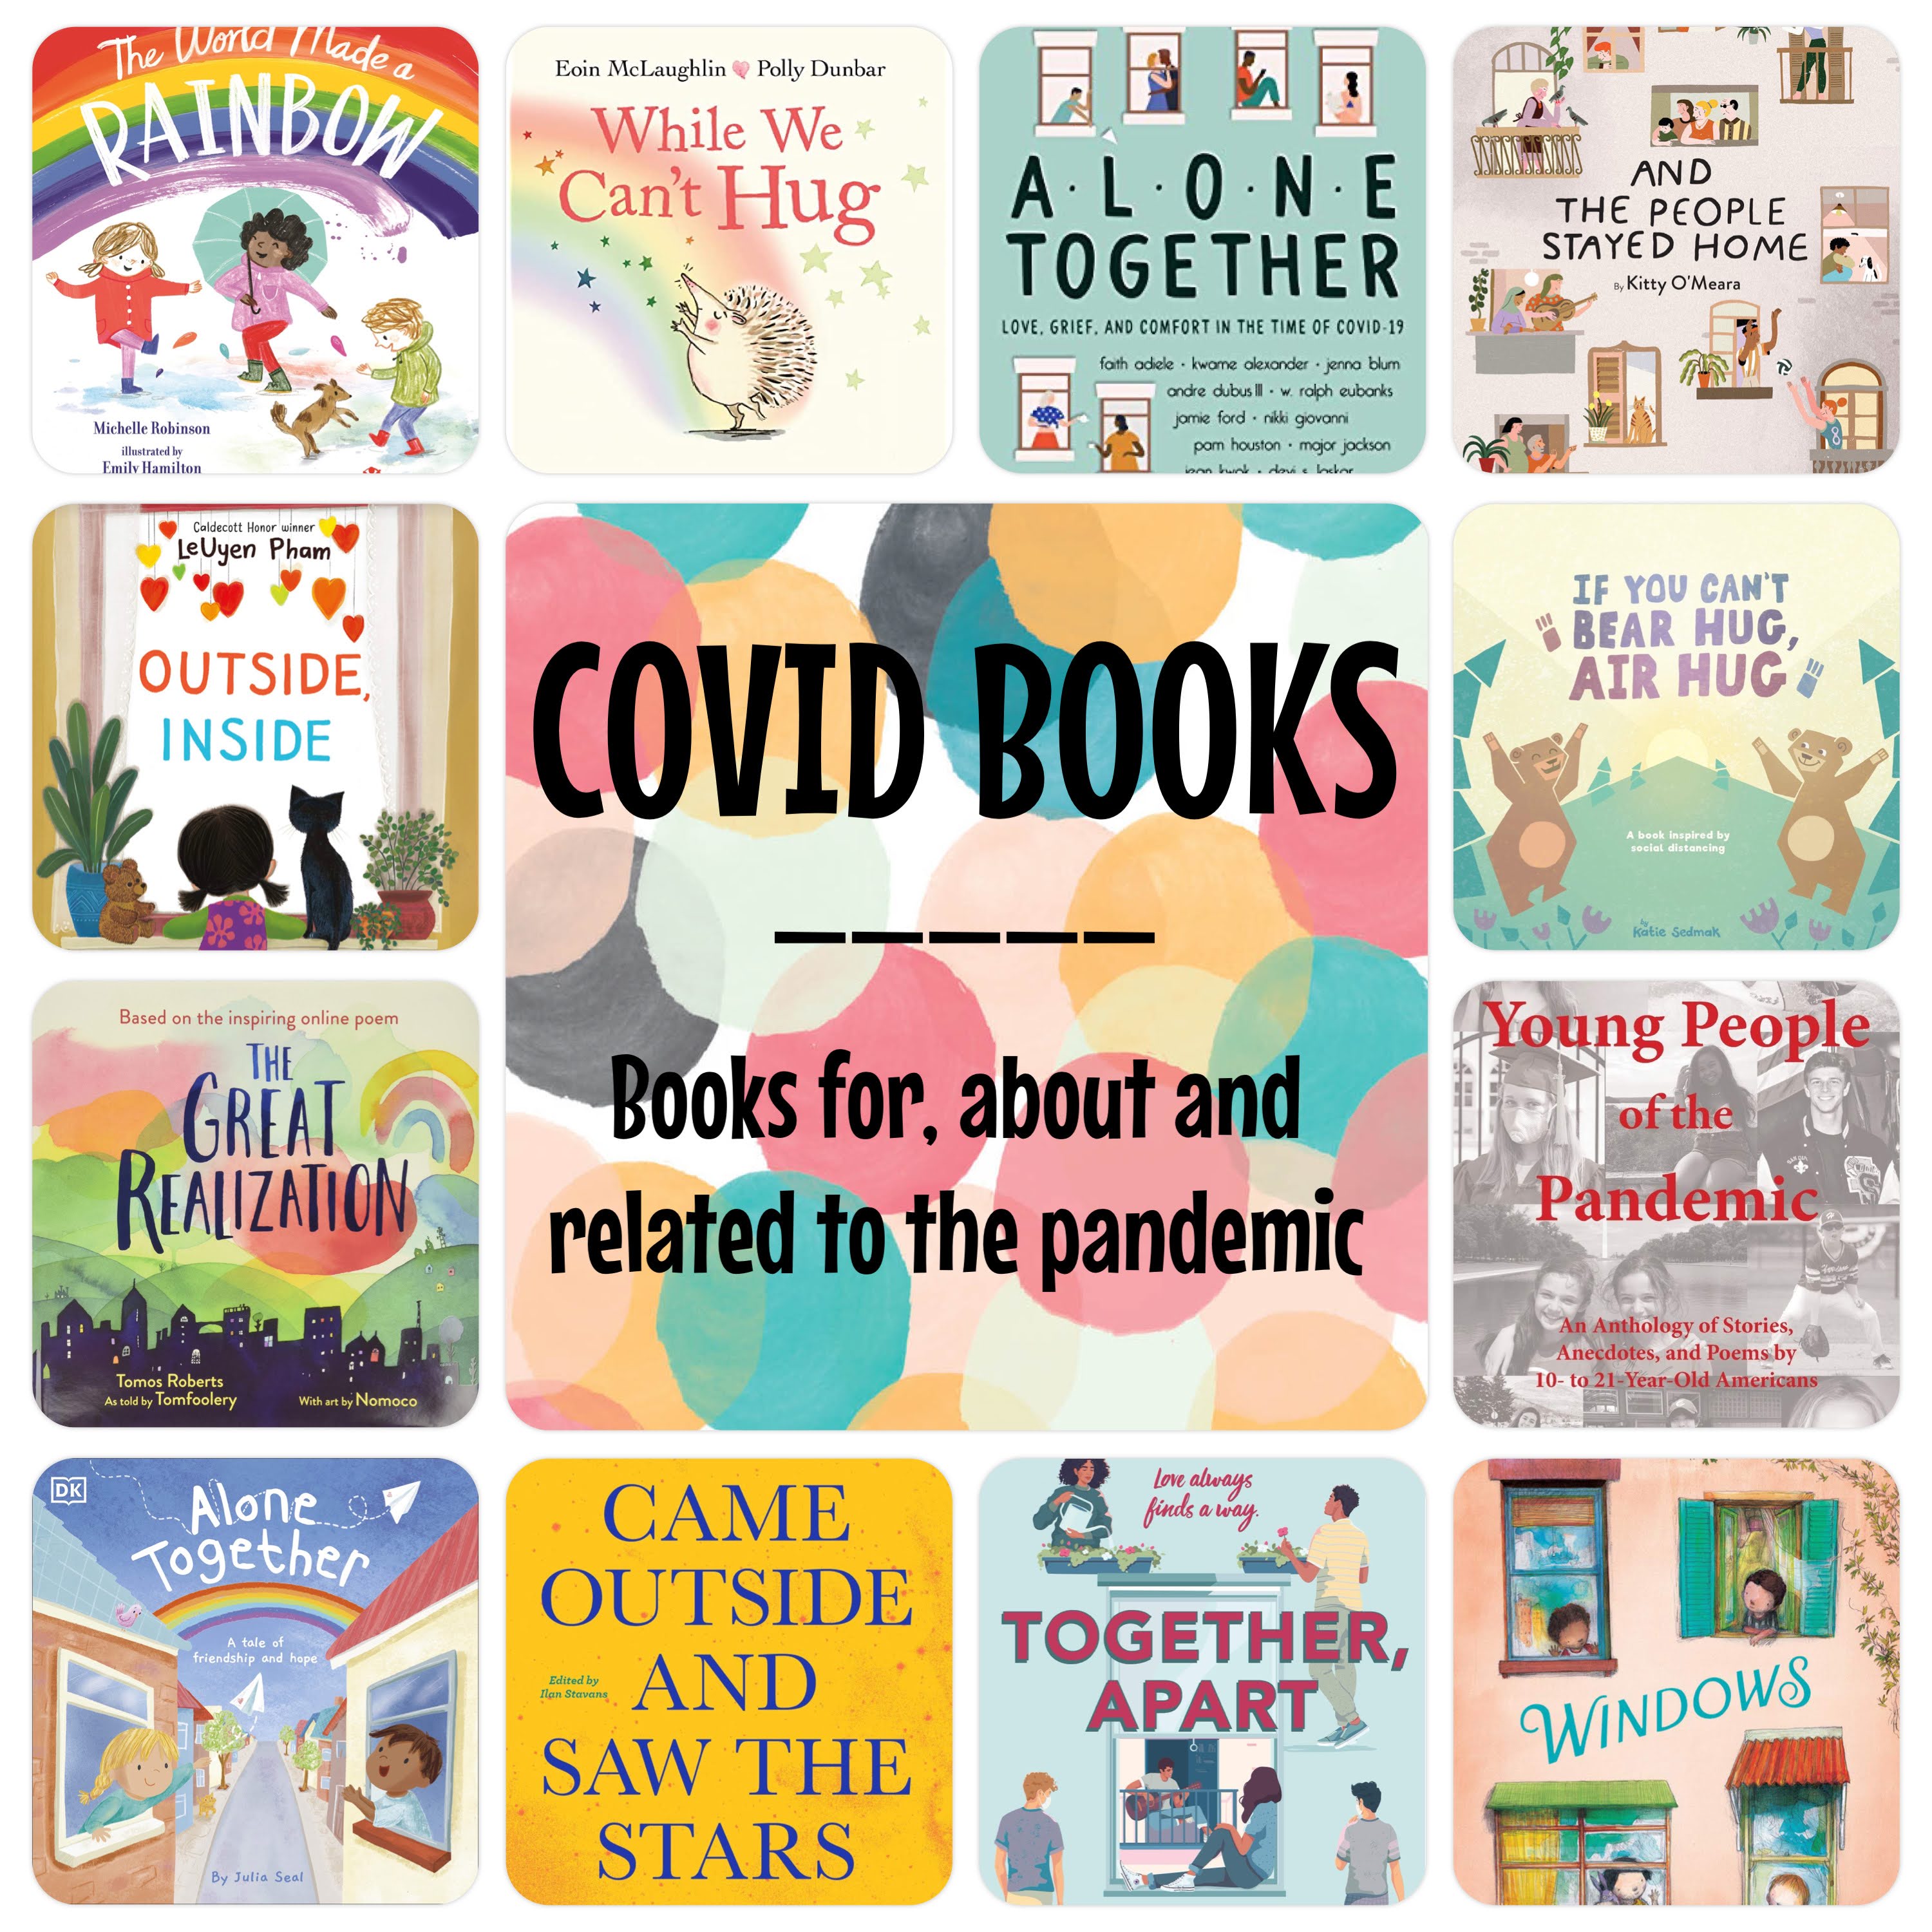 The World Made a
RAINBOW
Michelle Robinson
illustrated by
Emily Hamilton
Eoin McLaughlin Polly Dunbar
While We
Can't Hug
A·L·O·N·E
TOGETHER
LOVE, GRIEF, AND COMFORT IN THE TIME OF COVID-19
faith adiele • kwame alexander • jenna blum
andre dubus III • w. ralph eubanks
jamie ford • nikki giovanni
pam houston • major jackson
jean kwok • devi s. laskar
AND
THE PEOPLE
STAYED HOME
By Kitty O'Meara
Caldecott Honor winner
LeUyen Pham
OUTSIDE,
INSIDE
COVID BOOKS
_____
Books for, about and
related to the pandemic
IF YOU CAN'T
BEAR HUG,
AIR HUG
A book inspired by
social distancing
by
Katie Sedmak
Based on the inspiring online poem
THE
GREAT
REALIZATION
Tomos Roberts
As told by Tomfoolery
With art by Nomoco
Young People
of the
Pandemic
An Anthology of Stories,
Anecdotes, and Poems by
10- to 21-Year-Old Americans
DK
Alone
Together
A tale of
friendship and hope
By Julia Seal
CAME
OUTSIDE
AND
SAW THE
STARS
Edited by
Ilan Stavans
Love always
finds a way.
TOGETHER,
APART
WINDOWS